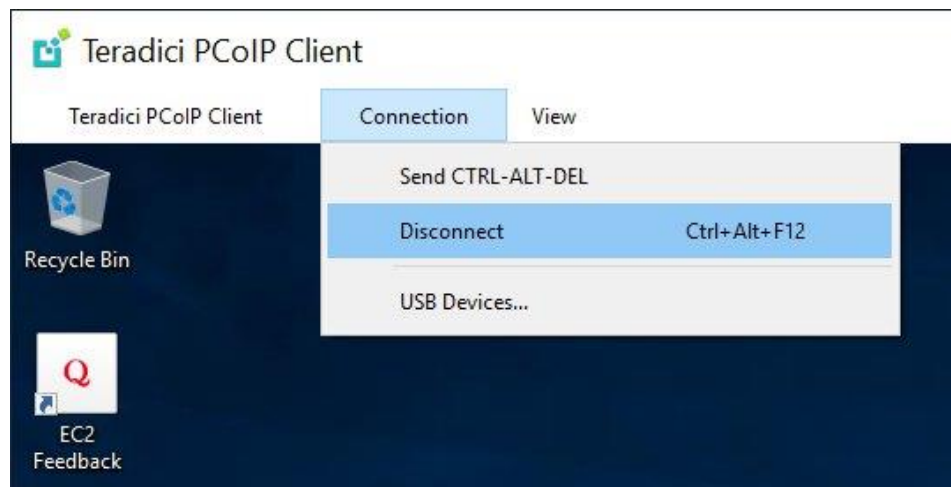 Teradici PCoIP Client
Teradici PCoIP Client Connection View
Send CTRL-ALT-DEL
Disconnect Ctrl+Alt+F12
USB Devices...
Recycle Bin
Q
EC2
Feedback